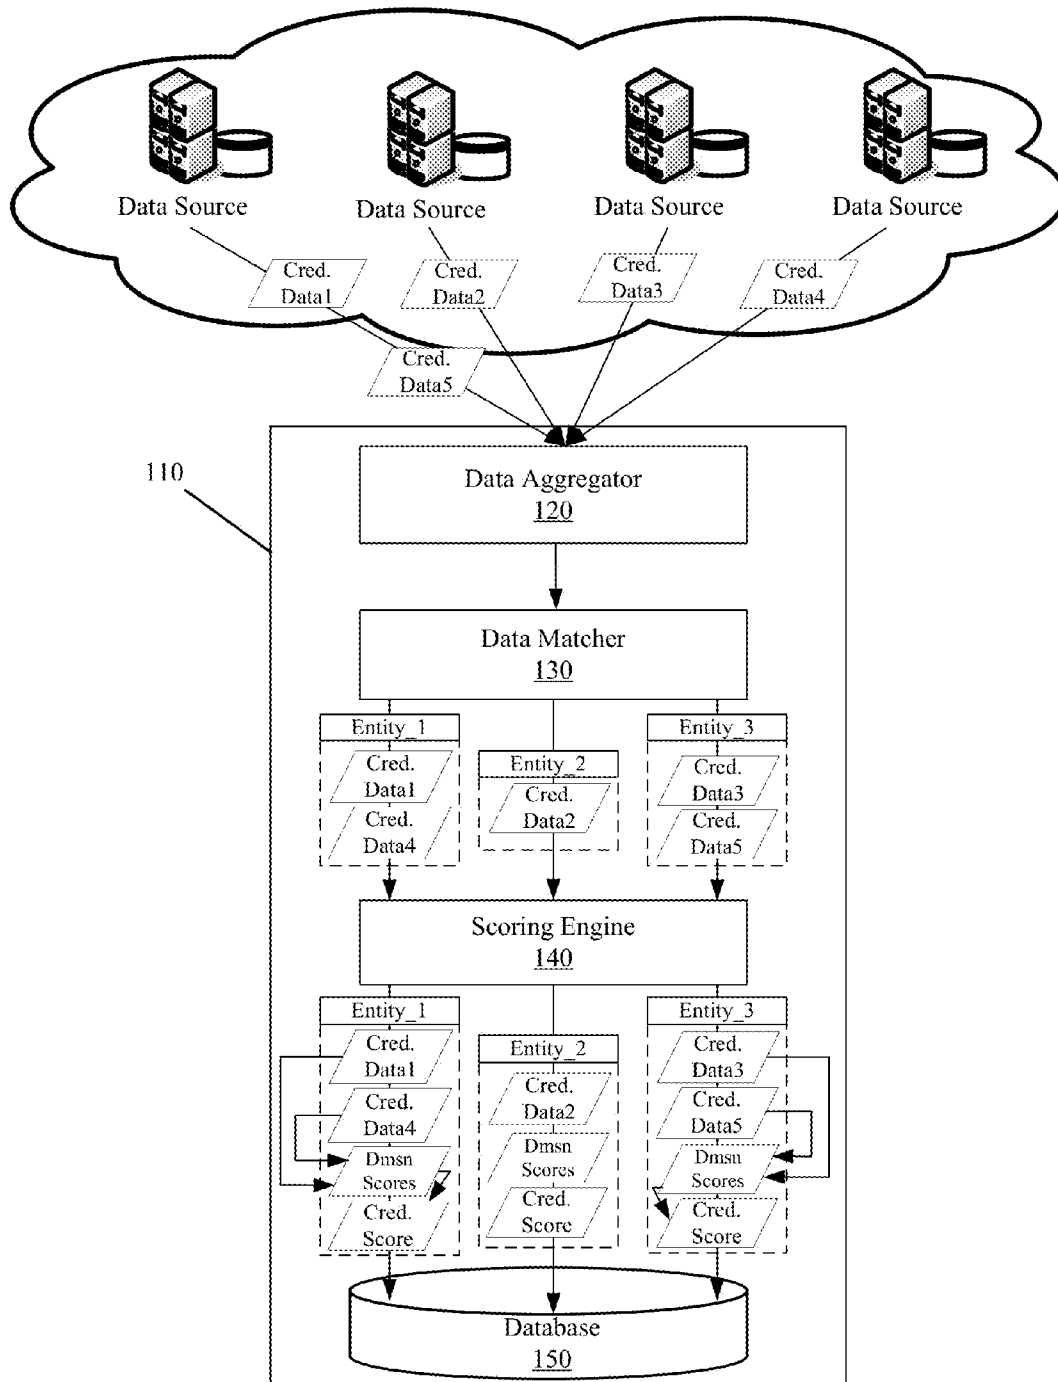 Data Source
Data Source
Data Source
Data Source
Cred.
Data1
Cred.
Data2
Cred.
Data3
Cred.
Data4
Cred.
Data5
110
Data Aggregator
120
Data Matcher
130
Entity_1
Cred.
Data1
Cred.
Data4
Entity_2
Cred.
Data2
Entity_3
Cred.
Data3
Cred.
Data5
Scoring Engine
140
Entity_1
Cred.
Data1
Cred.
Data4
Dmsn
Scores
Cred.
Score
Entity_2
Cred.
Data2
Dmsn
Scores
Cred.
Score
Entity_3
Cred.
Data3
Cred.
Data5
Dmsn
Scores
Cred.
Score
Database
150